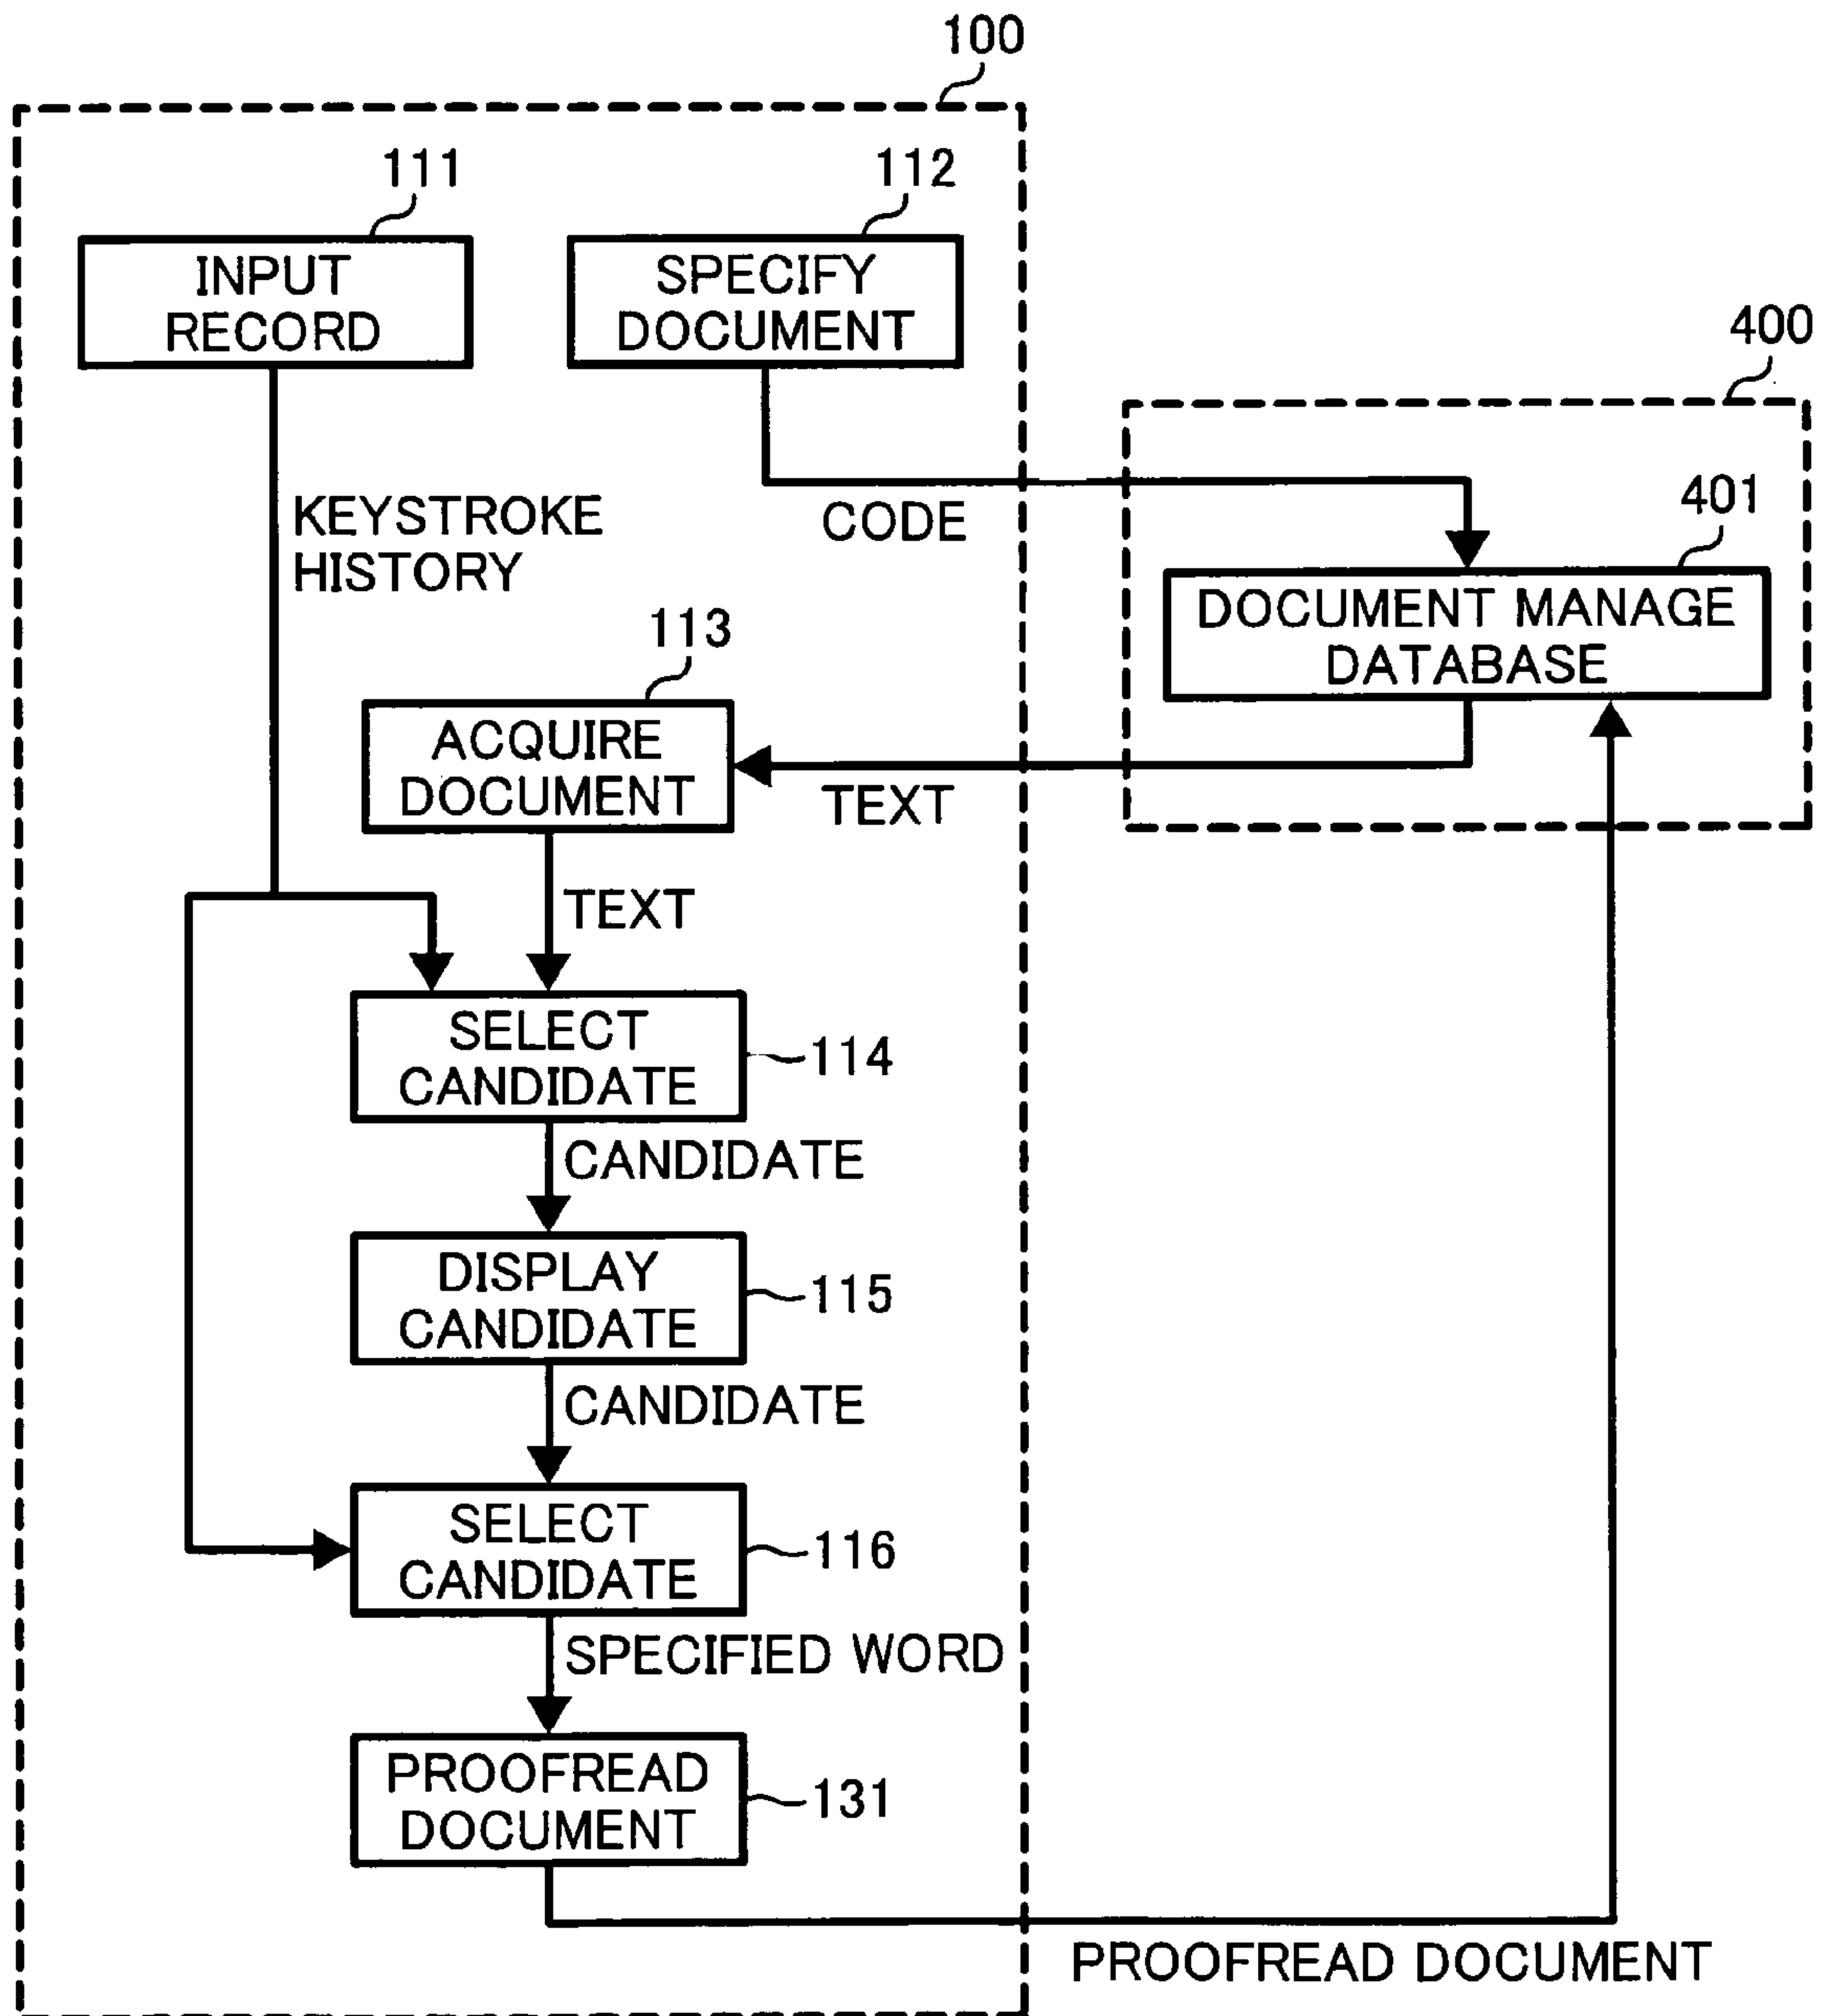 100
111
112
INPUT
RECORD
SPECIFY
DOCUMENT
400
KEYSTROKE
HISTORY
CODE
401
DOCUMENT MANAGE
DATABASE
113
ACQUIRE
DOCUMENT
TEXT
TEXT
SELECT
CANDIDATE
114
CANDIDATE
DISPLAY
CANDIDATE
115
CANDIDATE
SELECT
CANDIDATE
116
SPECIFIED WORD
PROOFREAD
DOCUMENT
131
PROOFREAD DOCUMENT